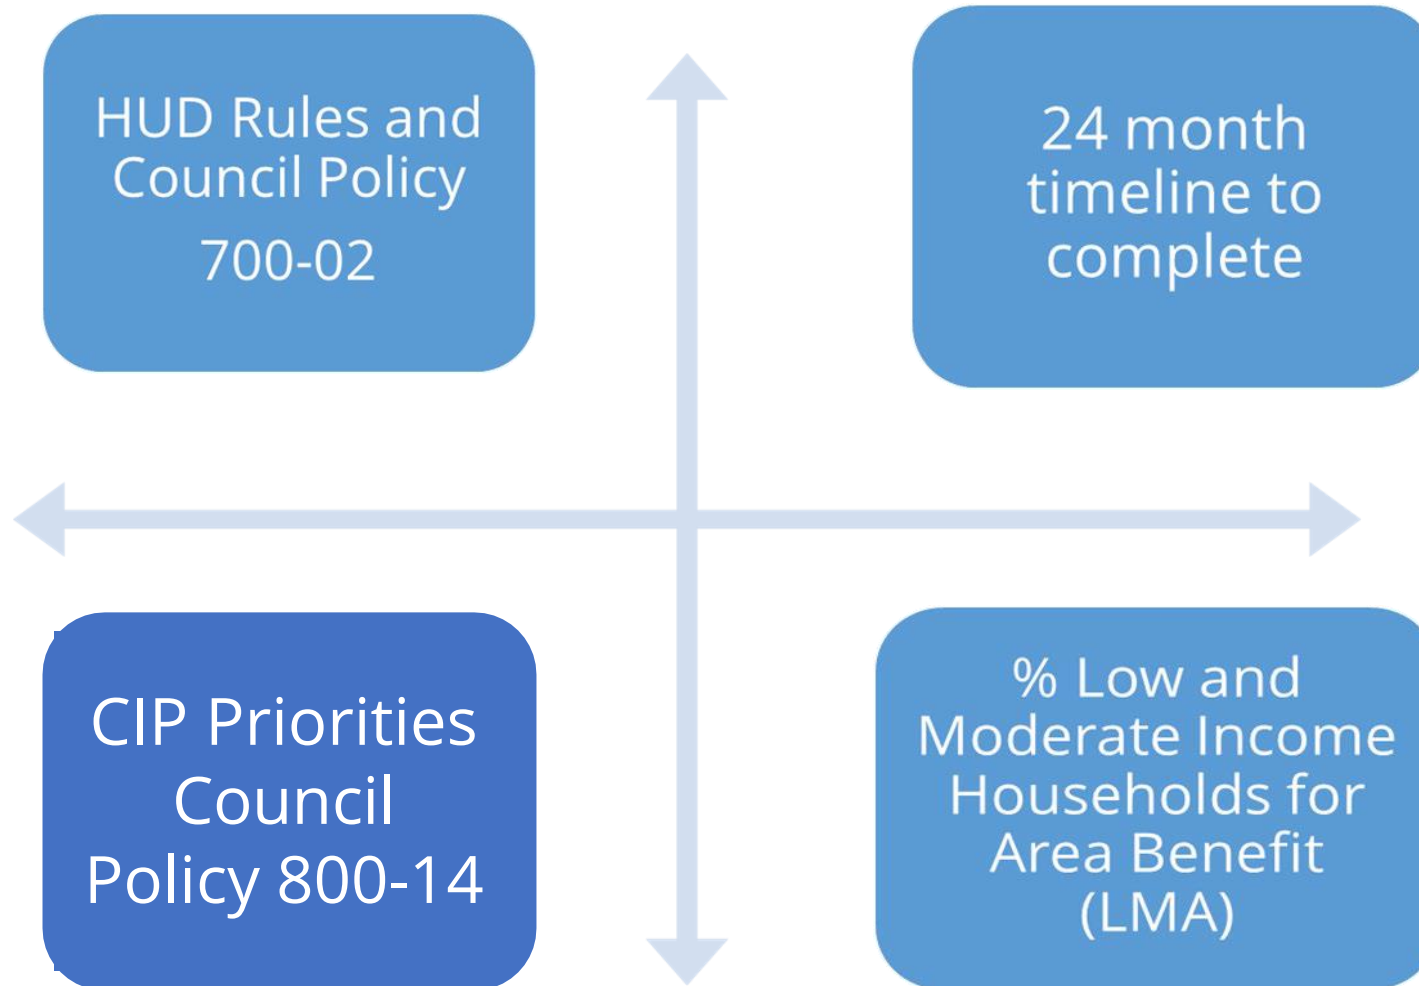 HUD Rules and
Council Policy
700-02
24 month
timeline to
complete
CIP Priorities
Council
Policy 800-14
% Low and
Moderate Income
Households for
Area Benefit
(LMA)